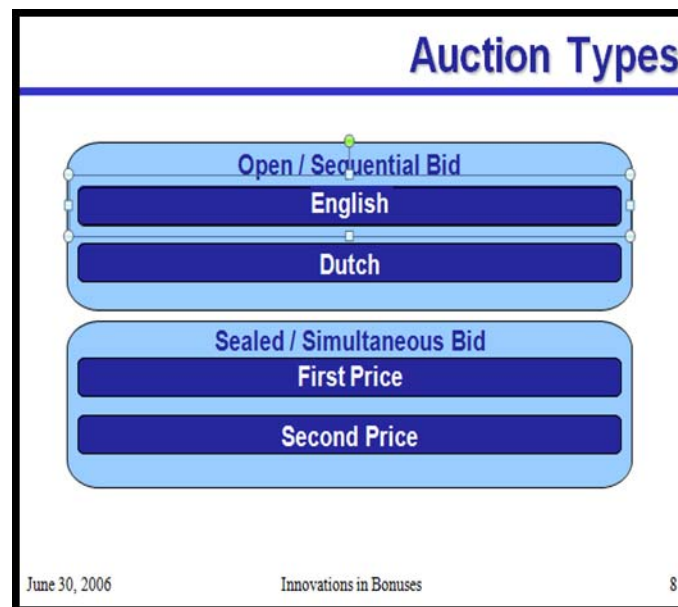 Auction Types
Open / Sequential Bid
English
Dutch
Sealed / Simultaneous Bid
First Price
Second Price
June 30, 2006 Innovations in Bonuses 8